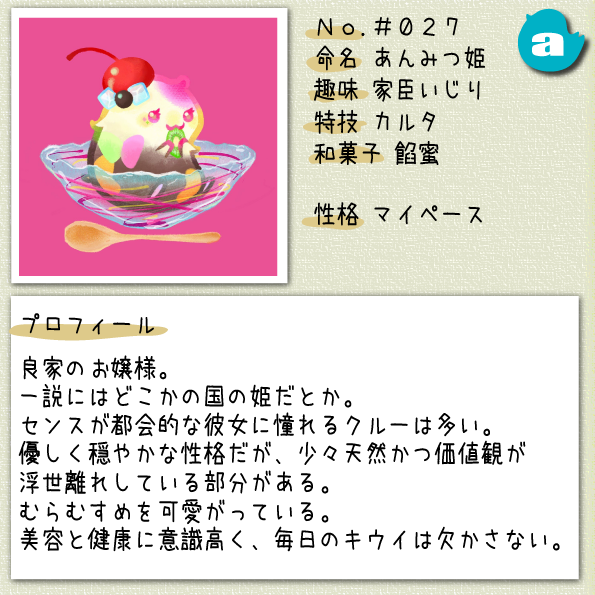 No.#027
命名 あんみつ姫
趣味 家臣いじり
特技 カルタ
和菓子 餡蜜
性格 マイペース
a
プロフィール
良家のお嬢様。
一説にはどこかの国の姫だとか。
センスが都会的な彼女に憧れるクルーは多い。
優しく穏やかな性格だが、少々天然かつ価値観が
浮世離れしている部分がある。
むらむすめを可愛がっている。
美容と健康に意識高く、毎日のキウイは欠かさない。